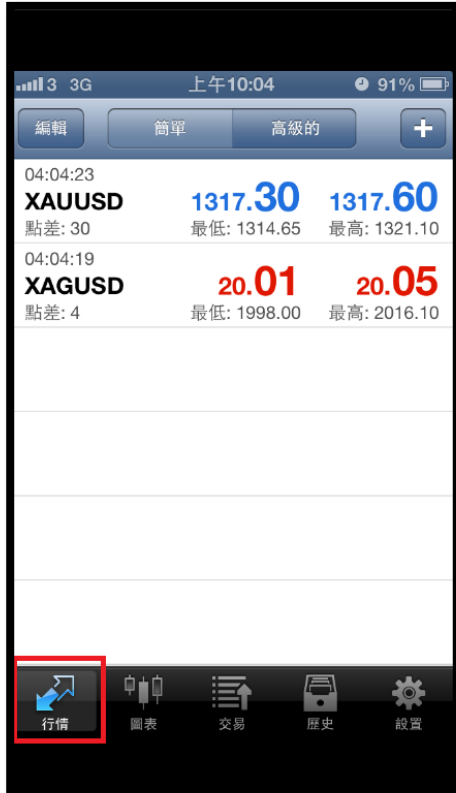 3 3G 上午10:04 91%
編輯 簡單 高級的 +
04:04:23
XAUUSD 1317.30 1317.60
點差: 30 最低: 1314.65 最高: 1321.10
04:04:19
XAGUSD 20.01 20.05
點差: 4 最低: 1998.00 最高: 2016.10
行情 圖表 交易 歷史 設置